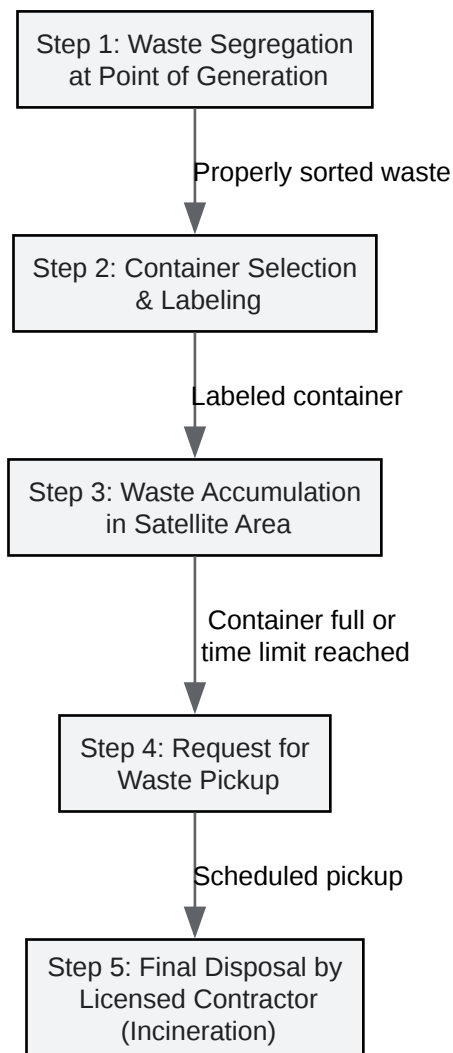 Step 1: Waste Segregation
at Point of Generation
Properly sorted waste
Step 2: Container Selection
& Labeling
Labeled container
Step 3: Waste Accumulation
in Satellite Area
Container full or
time limit reached
Step 4: Request for
Waste Pickup
Scheduled pickup
Step 5: Final Disposal by
Licensed Contractor
(Incineration)